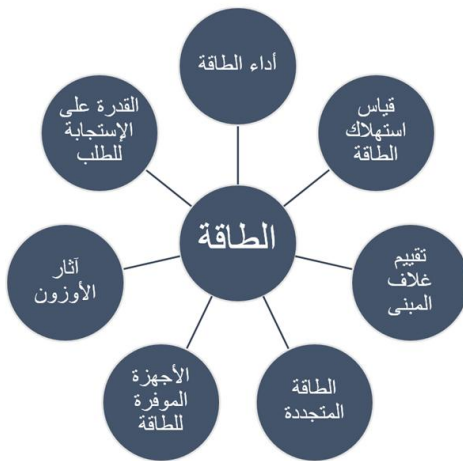 أداء الطاقة
قياس
استهلاك
الطاقة
تقييم
غلاف
المبنى
الطاقة
المتجددة
الأجهزة
الموفرة
للطاقة
آثار
الأوزون
القدرة على
الإستجابة
للطلب
الطاقة